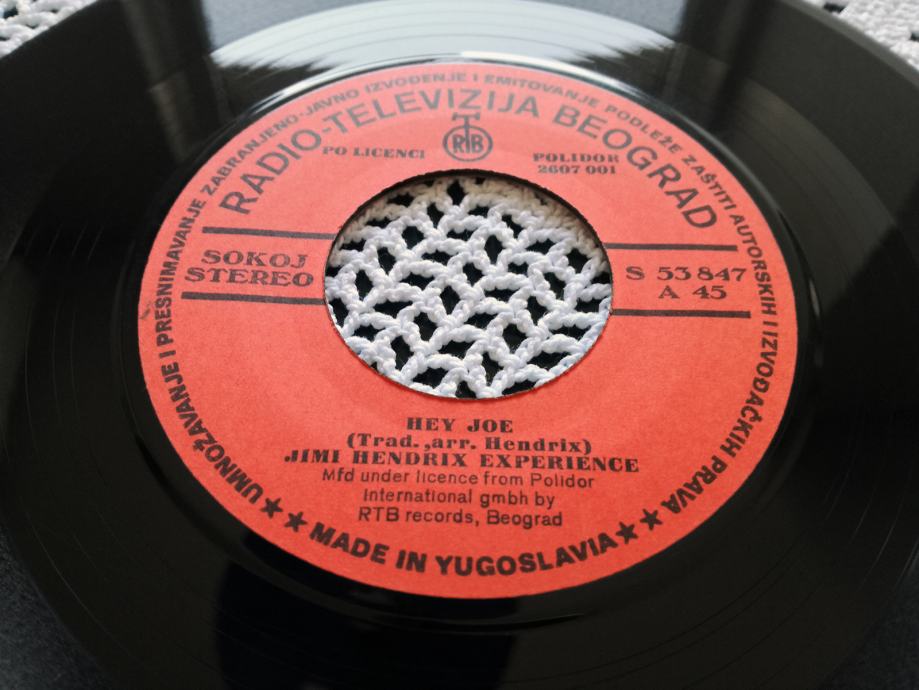 UMNOŽAVANJE I PRESNIMAVANJE ZABRANJENO·JAVNO IZVOĐENJE I EMITOVANJE PODLEŽE ZAŠTITI AUTORSKIH I IZVOĐAČKIH PRAVA
RADIO-TELEVIZIJA BEOGRAD
RTB
PO LICENCI
POLIDOR
2607 001
SOKOJ
STEREO
S 53 847
A 45
HEY JOE
(Trad. ,arr. Hendrix)
JIMI HENDRIX EXPERIENCE
Mfd under licence from Polidor
International gmbh by
RTB records, Beograd
★★ MADE IN YUGOSLAVIA ★★